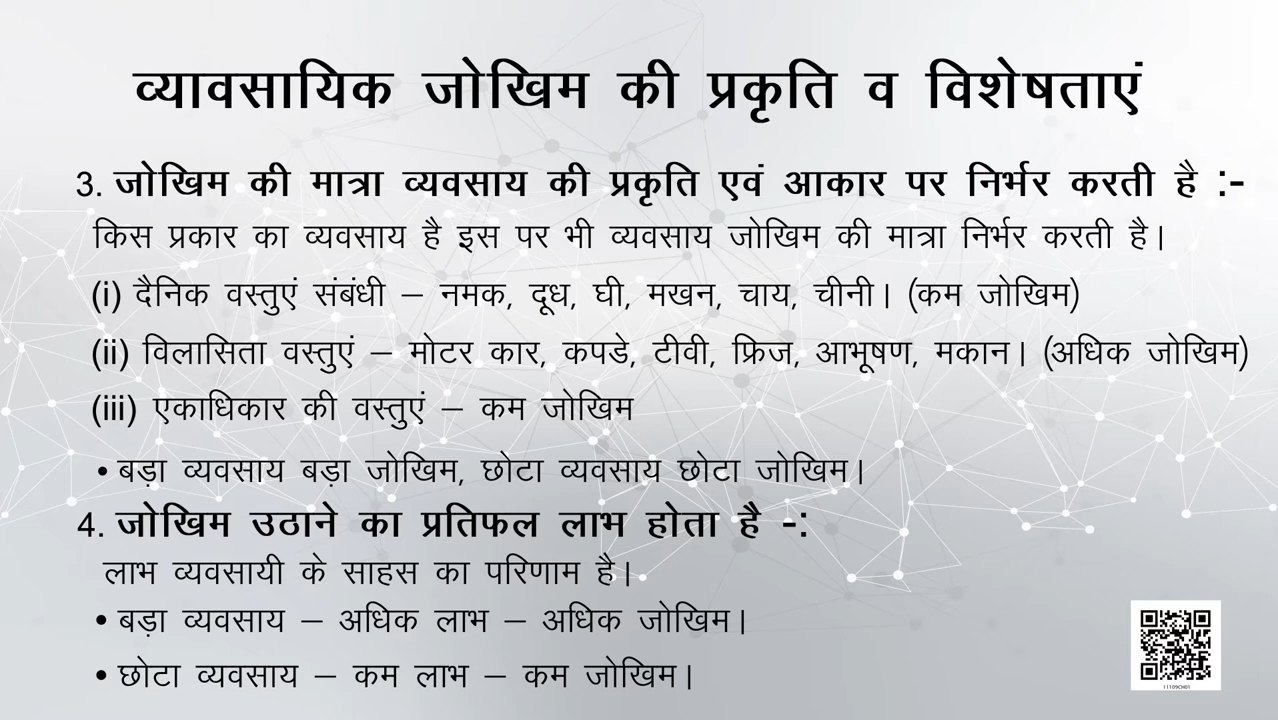 व्यावसायिक जोखिम की प्रकृति व विशेषताएं
3. जोखिम की मात्रा व्यवसाय की प्रकृति एवं आकार पर निर्भर करती है :-
किस प्रकार का व्यवसाय है इस पर भी व्यवसाय जोखिम की मात्रा निर्भर करती है।
(i) दैनिक वस्तुएं संबंधी – नमक, दूध, घी, मखन, चाय, चीनी। (कम जोखिम)
(ii) विलासिता वस्तुएं – मोटर कार, कपडे, टीवी, फ्रिज, आभूषण, मकान। (अधिक जोखिम)
(iii) एकाधिकार की वस्तुएं – कम जोखिम
• बड़ा व्यवसाय बड़ा जोखिम, छोटा व्यवसाय छोटा जोखिम।
4. जोखिम उठाने का प्रतिफल लाभ होता है -:
लाभ व्यवसायी के साहस का परिणाम है।
• बड़ा व्यवसाय – अधिक लाभ – अधिक जोखिम।
• छोटा व्यवसाय – कम लाभ – कम जोखिम।
11109CH01